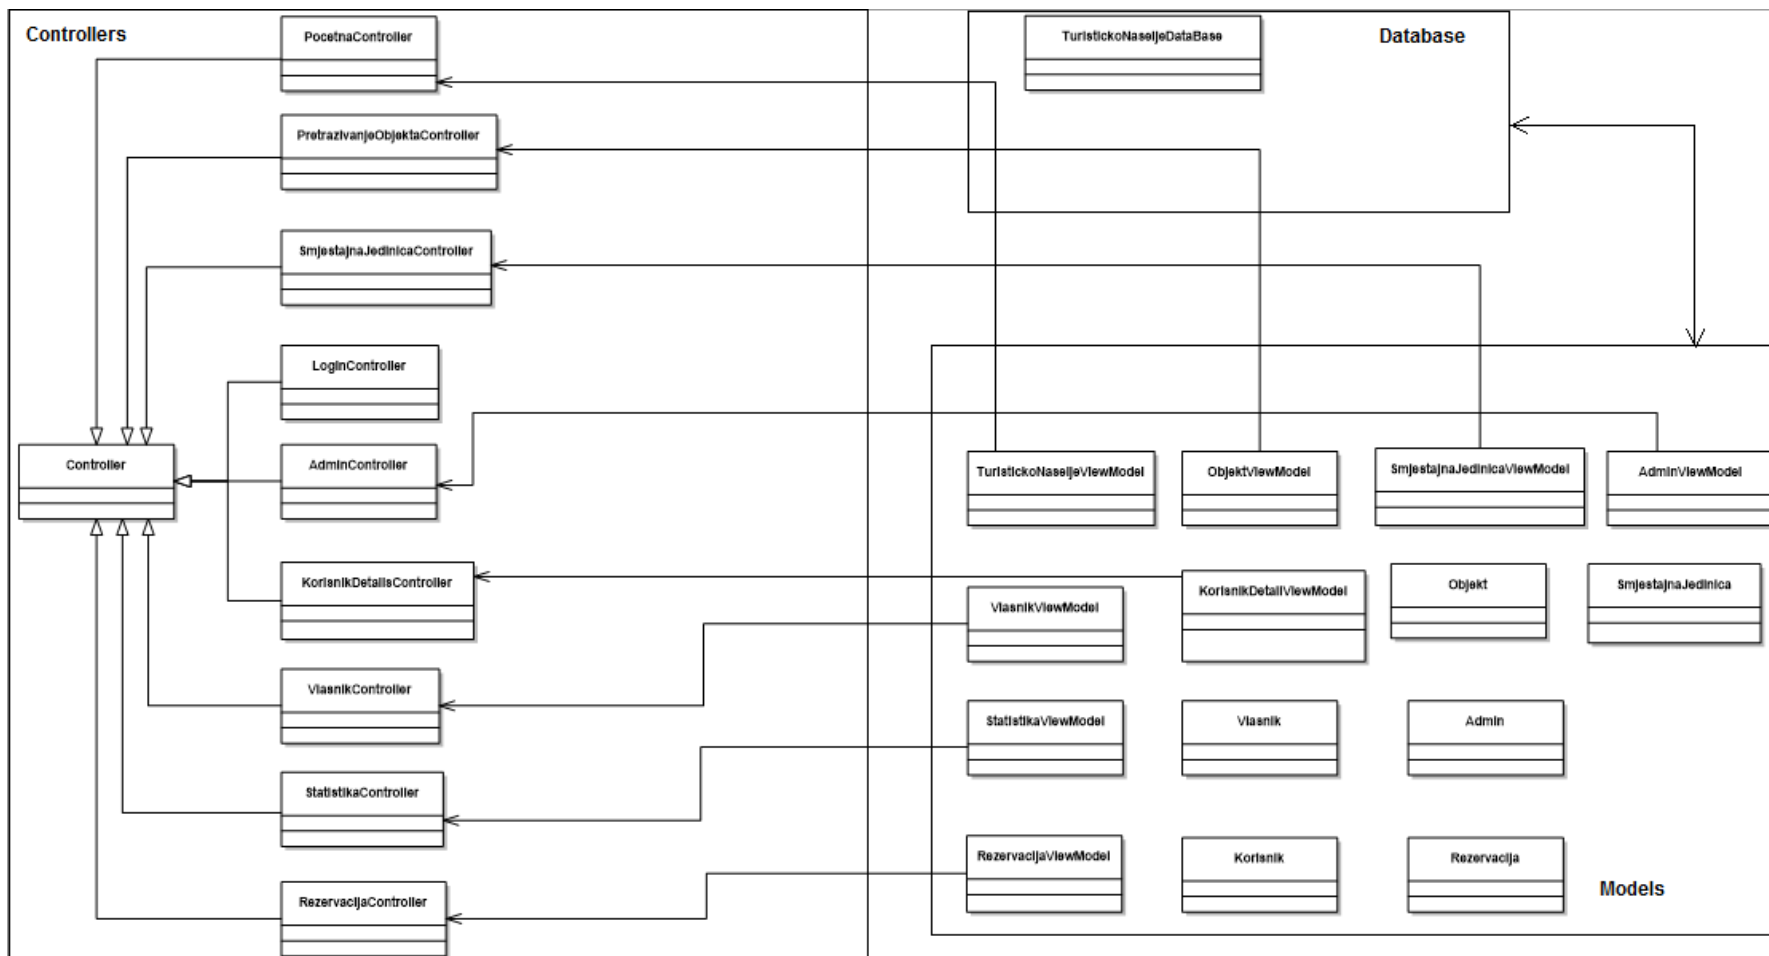 Controllers
PocetnaController
PretrazivanjeObjektaController
SmjestajnaJedinicaController
LoginController
Controller
AdminController
KorisnikDetailsController
VlasnikController
StatistikaController
RezervacijaController
TuristickoNaseljeDataBase
Database
TuristickoNaseljeViewModel
ObjektViewModel
SmjestajnaJedinicaViewModel
AdminViewModel
VlasnikViewModel
KorisnikDetailViewModel
Objekt
SmjestajnaJedinica
StatistikaViewModel
Vlasnik
Admin
RezervacijaViewModel
Korisnik
Rezervacija
Models